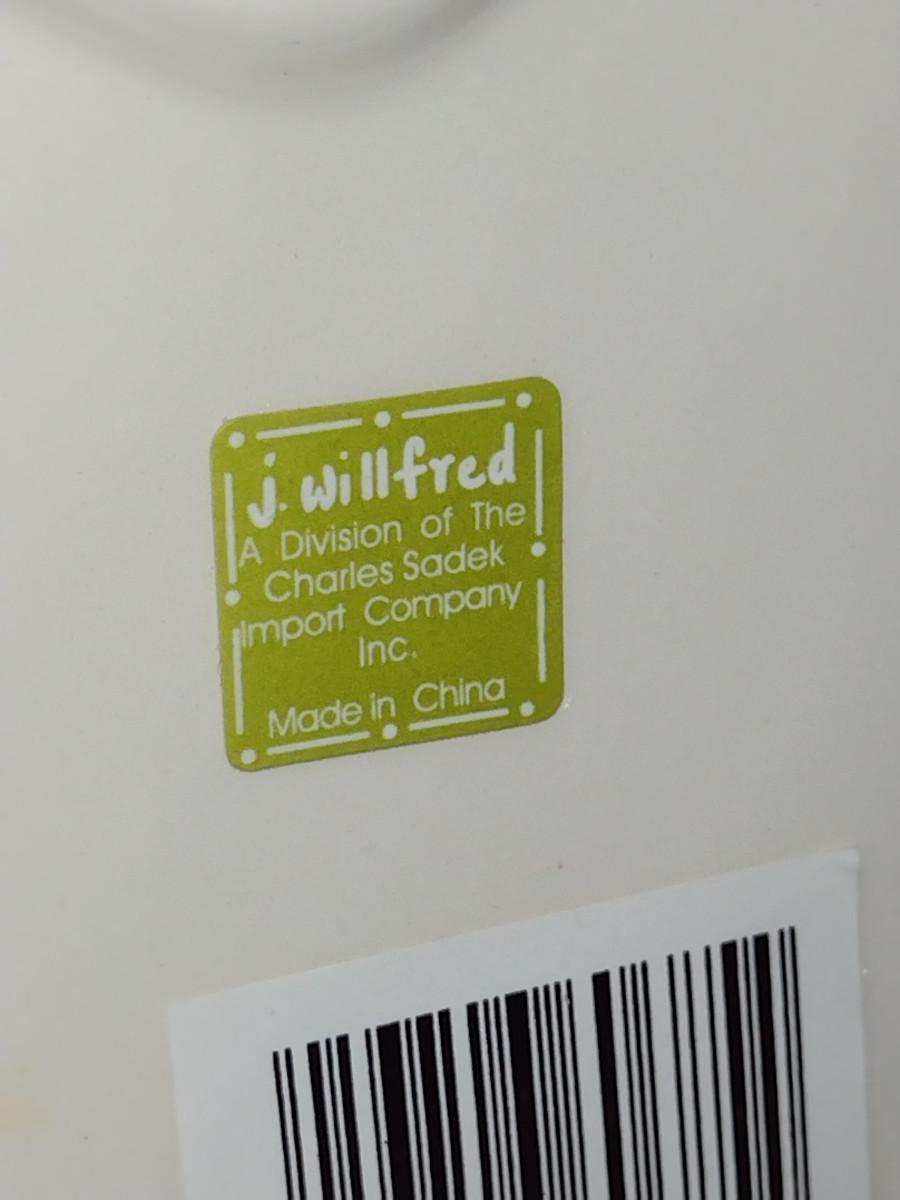 j. willfred
A Division of The
Charles Sadek
Import Company
Inc.
Made in China